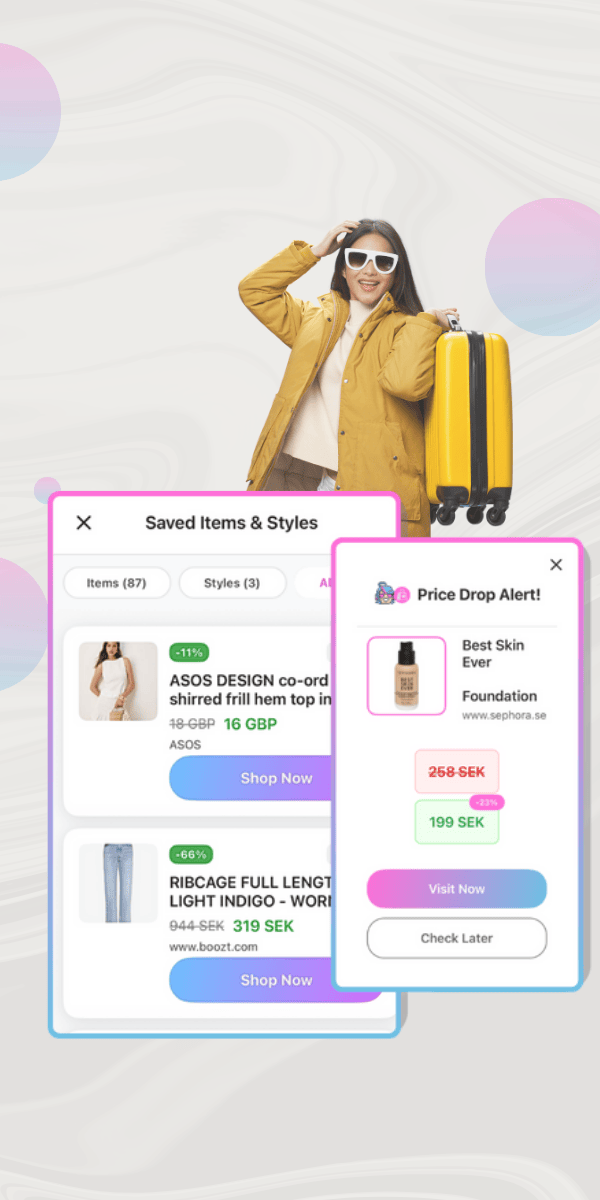 Saved Items & Styles
Items (87)
Styles (3)
-11%
ASOS DESIGN co-ord
shirred frill hem top in
18 GBP 16 GBP
ASOS
Shop Now
-66%
RIBCAGE FULL LENGT
LIGHT INDIGO - WOR
944 SEK 319 SEK
www.boozt.com
Shop Now
Price Drop Alert!
Best Skin
Ever
Foundation
www.sephora.se
258 SEK
-23%
199 SEK
Visit Now
Check Later